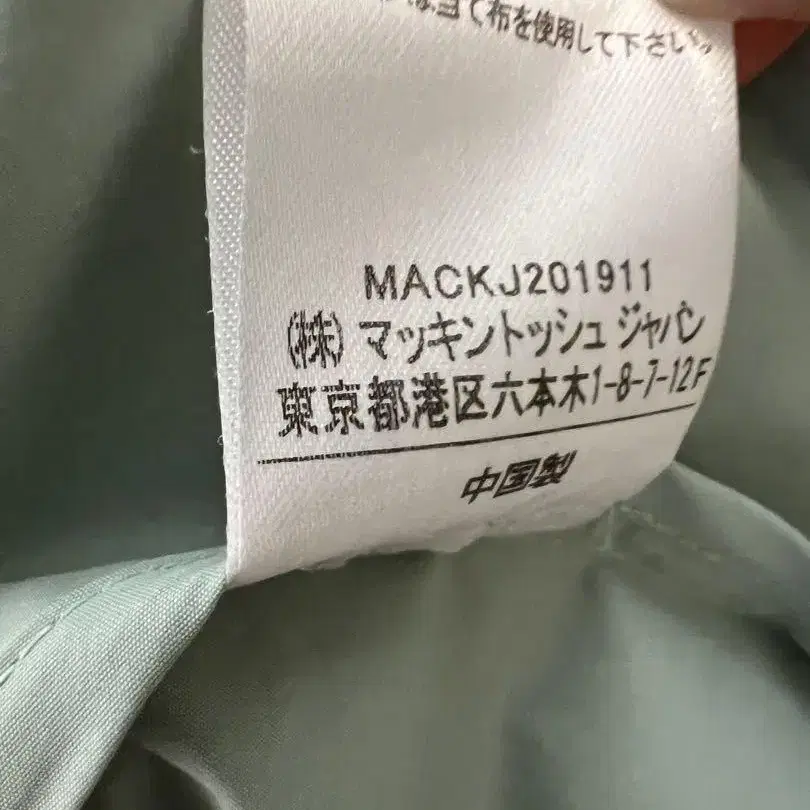 当て布を使用して下さい。
MACKJ201911
(株) マッキントッシュ ジャパン
東京都港区六本木1-8-7-12F
中国製